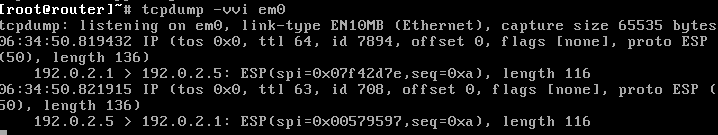 [root@router]~# tcpdump -vvi em0
tcpdump: listening on em0, link-type EN10MB (Ethernet), capture size 65535 bytes
06:34:50.819432 IP (tos 0x0, ttl 64, id 7894, offset 0, flags [none], proto ESP
(50), length 136)
    192.0.2.1 > 192.0.2.5: ESP(spi=0x07f42d7e,seq=0xa), length 116
06:34:50.821915 IP (tos 0x0, ttl 63, id 708, offset 0, flags [none], proto ESP (
50), length 136)
    192.0.2.5 > 192.0.2.1: ESP(spi=0x00579597,seq=0xa), length 116